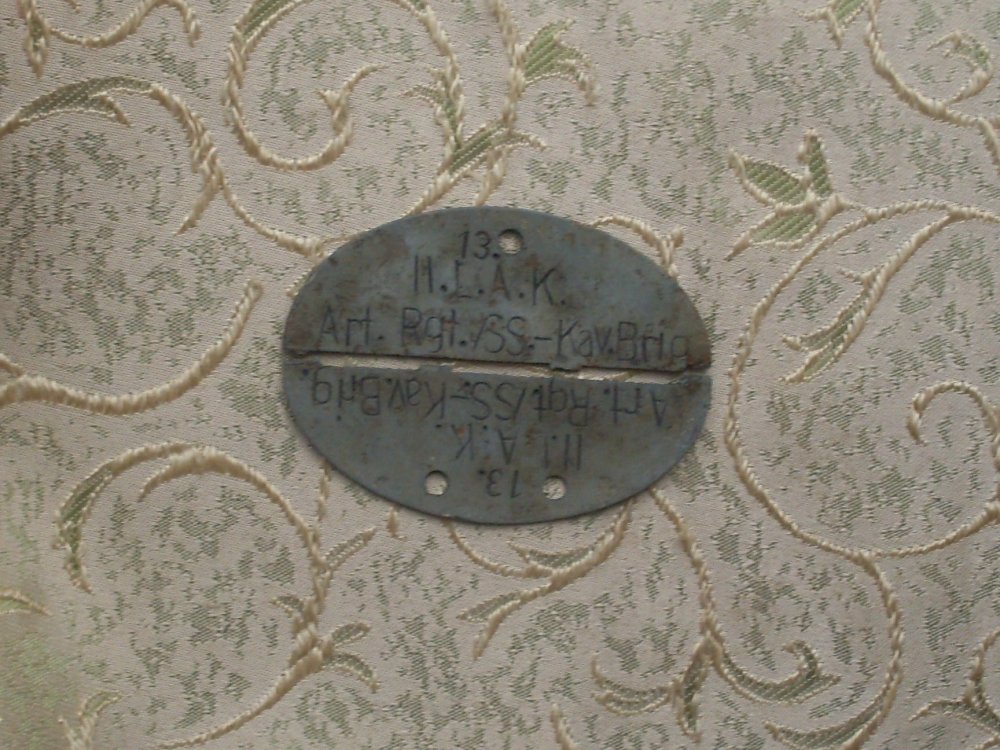 13.
II.L.A.K.
Art. Rgt./SS.-Kav.Brig
Art. Rgt/SS.-Kav.Brig.
II.l A.K.
13.